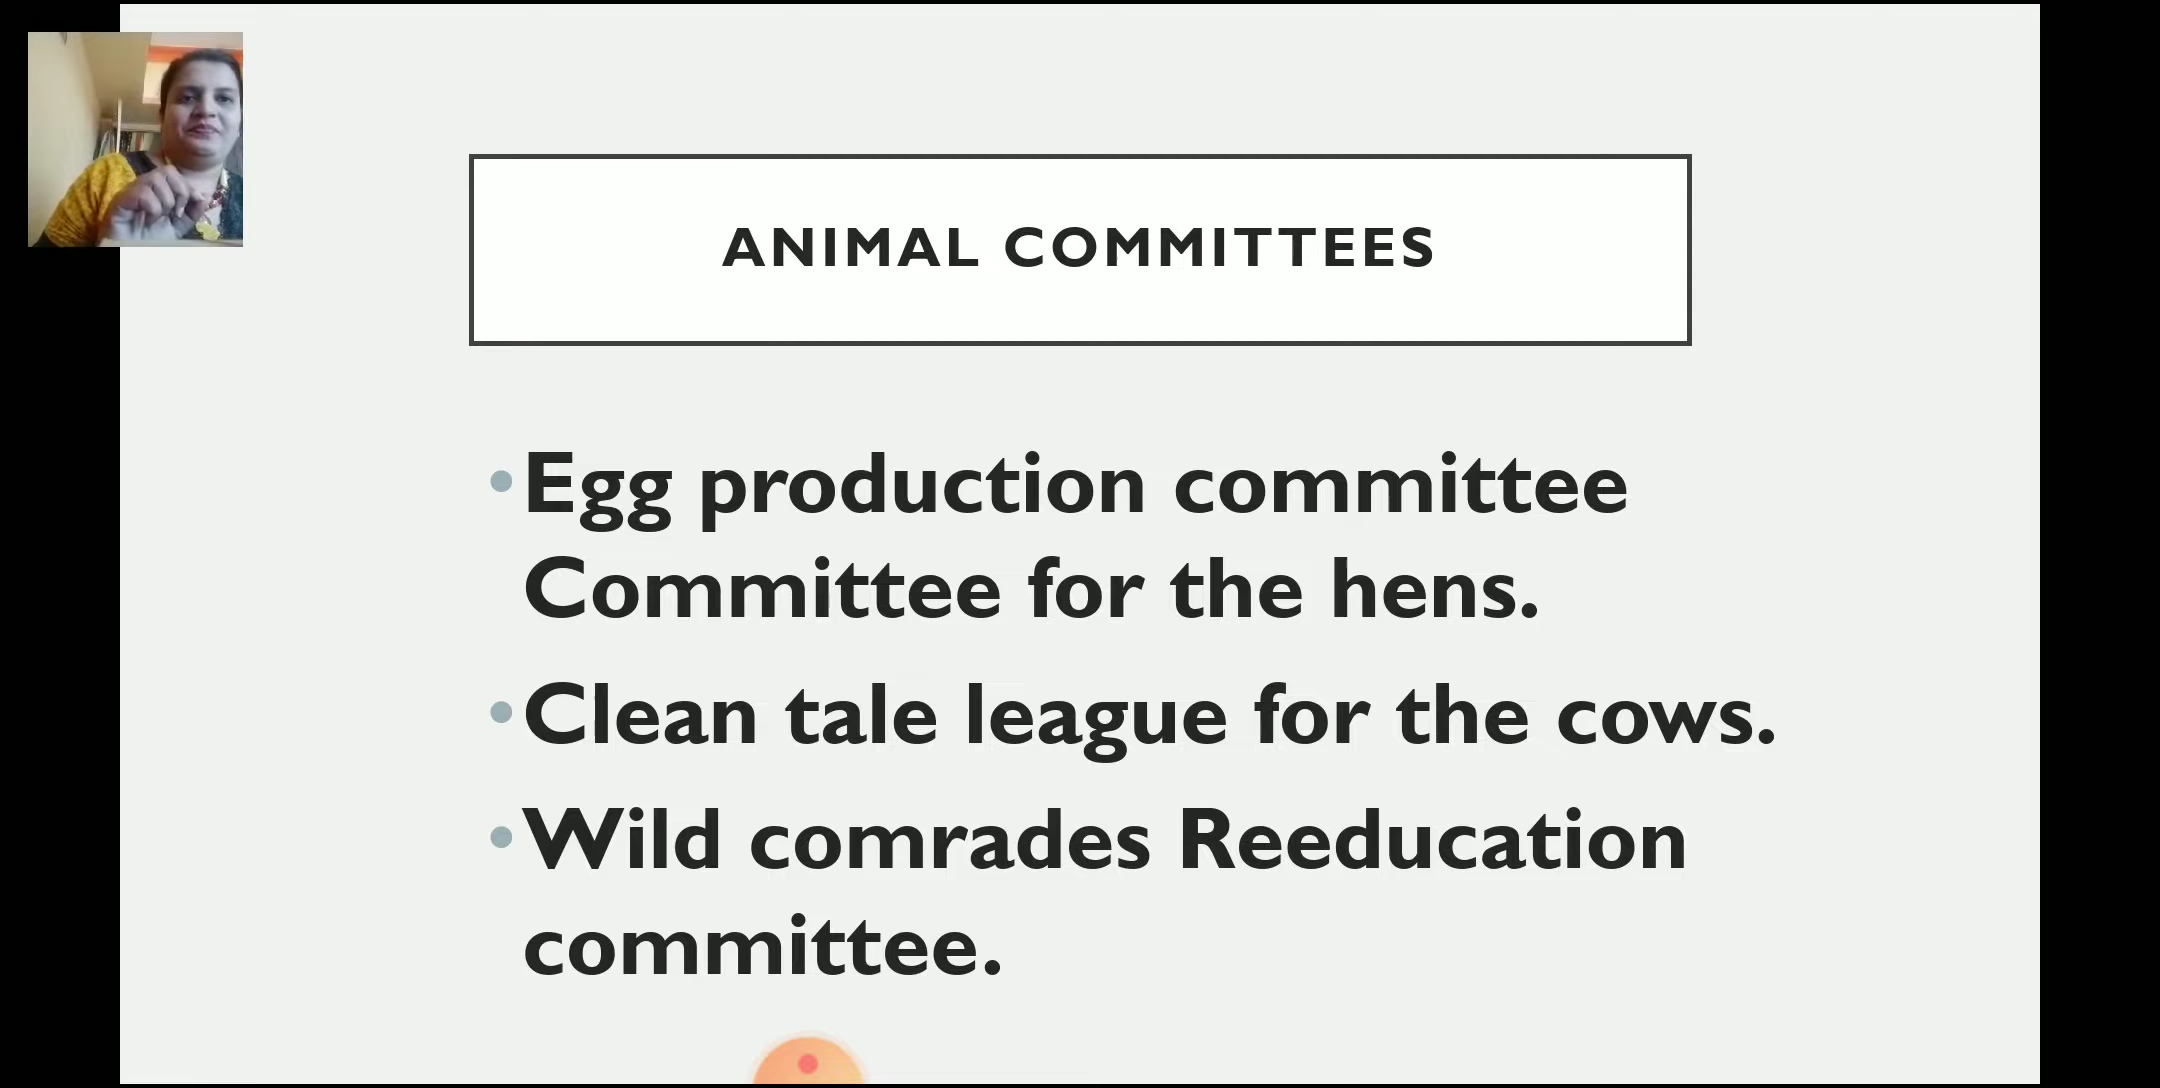 ANIMAL COMMITTEES
•Egg production committee
Committee for the hens.
•Clean tale league for the cows.
•Wild comrades Reeducation
committee.